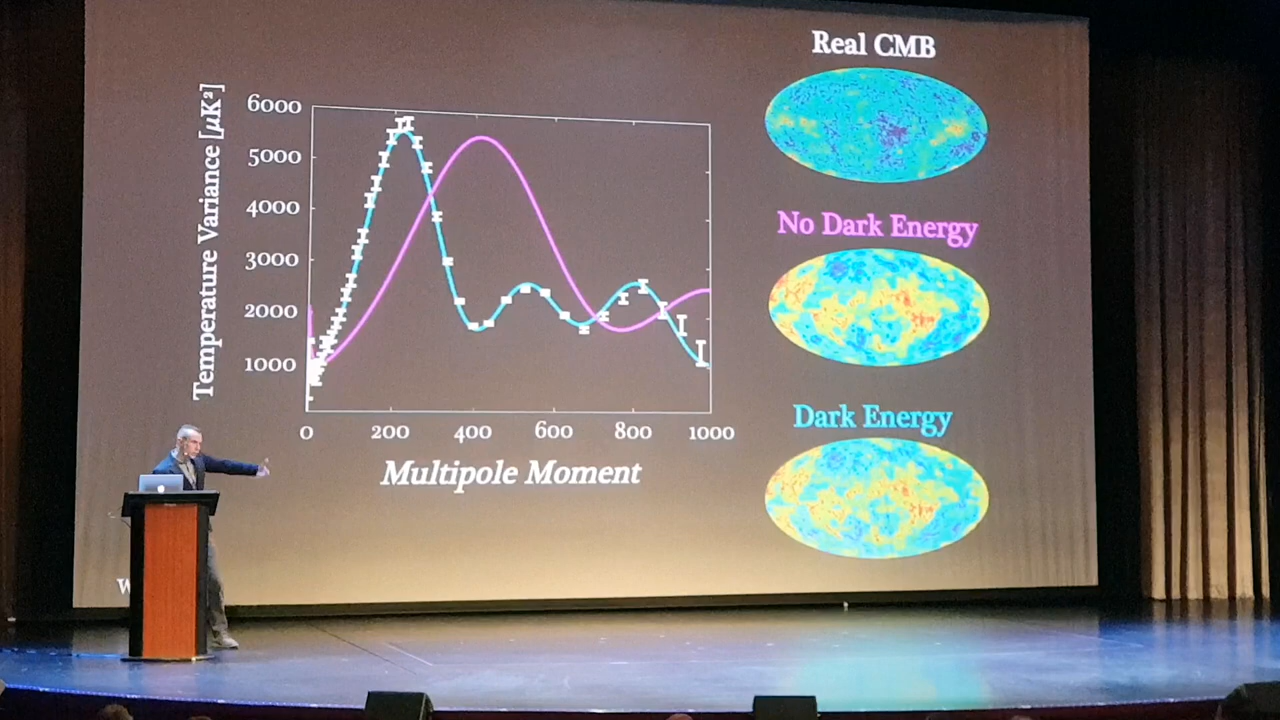 Real CMB
Temperature Variance [μK²]
6000
5000
4000
3000
2000
1000
0 200 400 600 800 1000
Multipole Moment
No Dark Energy
Dark Energy